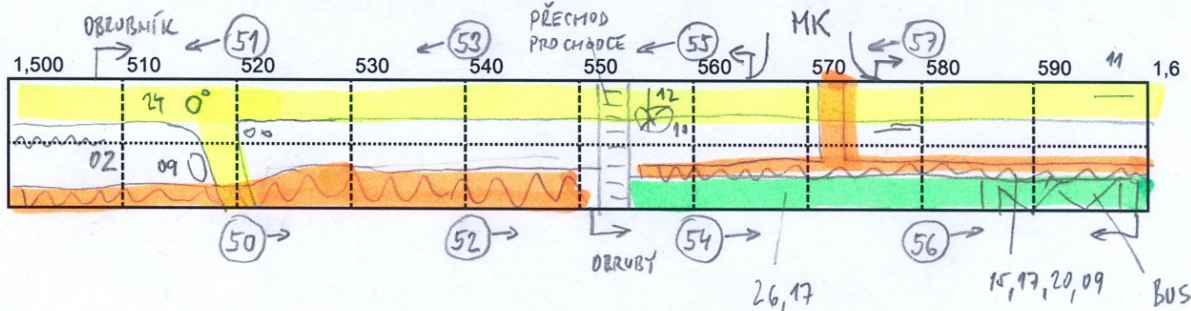 OBRUBNÍK
← 51
← 53
PŘECHOD
PRO CHODCE
← 55
MK
← 57
1,500 510 520 530 540 550 560 570 580 590 1,6
11
24
12
02
09
50 →
52 →
OBRUBY
54 →
56 →
26,17
15,17,20,09
BUS